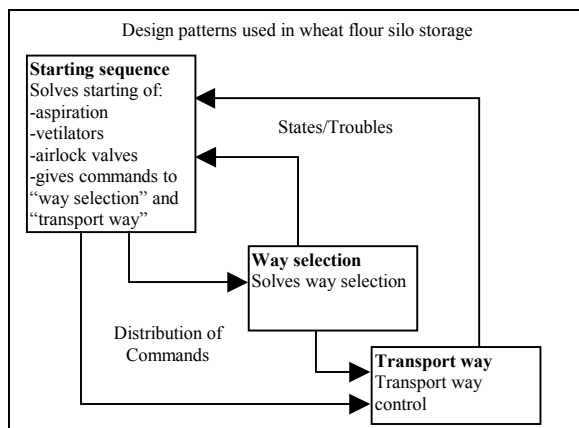 Design patterns used in wheat flour silo storage
Starting sequence
Solves starting of:
-aspiration
-vetilators
-airlock valves
-gives commands to
“way selection” and
“transport way”
States/Troubles
Way selection
Solves way selection
Distribution of
Commands
Transport way
Transport way
control